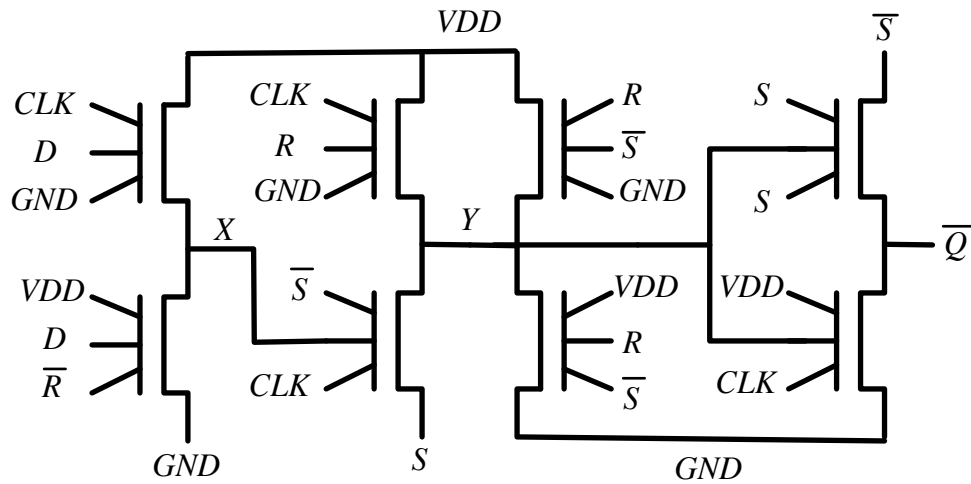 VDD
S̅
CLK
D
GND
CLK
R
GND
R
S̅
GND
S
S
X
Y
Q̅
VDD
D
R̅
S̅
CLK
VDD
R
S̅
VDD
CLK
GND
S
GND